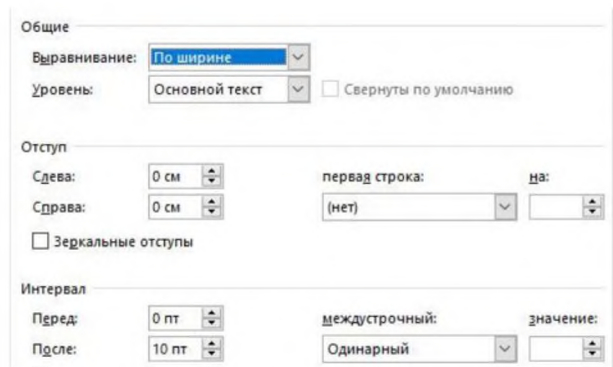 Общие
Выравнивание: По ширине
Уровень: Основной текст Свернуты по умолчанию
Отступ
Слева: 0 см первая строка: на:
Справа: 0 см (нет)
Зеркальные отступы
Интервал
Перед: 0 пт междустрочный: значение:
После: 10 пт Одинарный